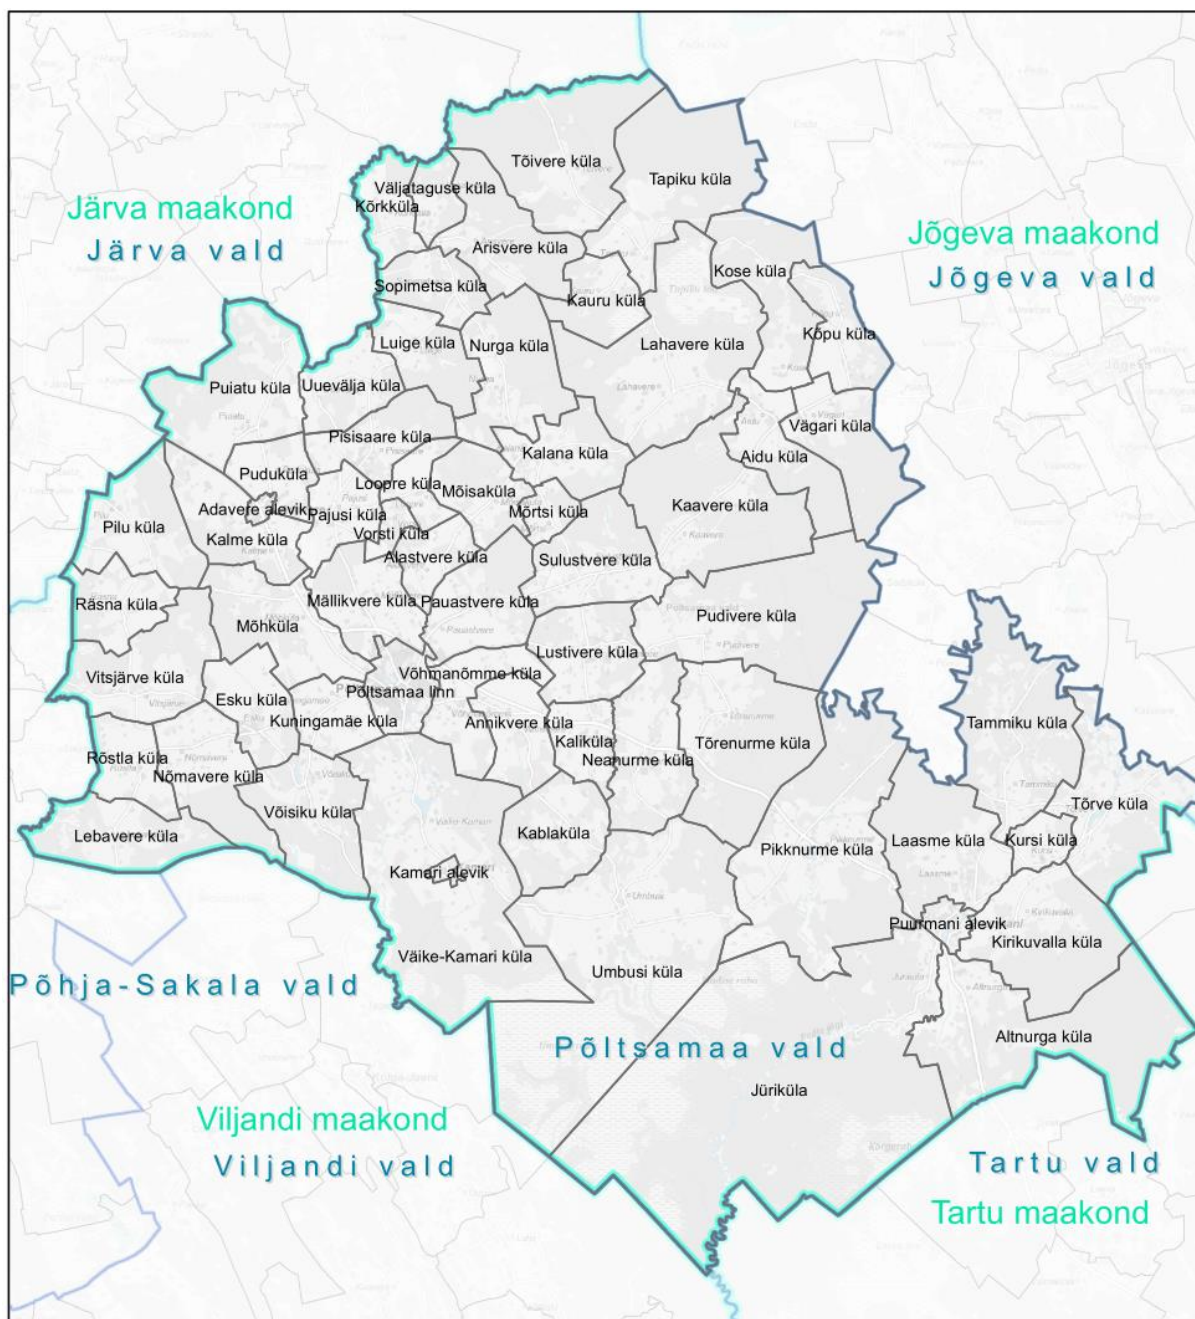 Tõivere küla
Tapiku küla
Väljataguse küla
Kõrkküla
Järva maakond
Järva vald
Arisvere küla
Jõgeva maakond
Jõgeva vald
Kose küla
Sopimetsa küla
Kauru küla
Kõpu küla
Luige küla
Nurga küla
Lahavere küla
Puiatu küla
Uuevälja küla
Vägari küla
Pisisaare küla
Kalana küla
Aidu küla
Puduküla
Loopre küla
Mõisaküla
Adavere alevik
Pajusi küla
Mõrtsi küla
Kaavere küla
Pilu küla
Kalme küla
Vorsti küla
Alastvere küla
Sulustvere küla
Räsna küla
Mällikvere küla
Pauastvere küla
Pudivere küla
Mõhküla
Lustivere küla
Vitsjärve küla
Võhmanõmme küla
Esku küla
Põltsamaa linn
Kuningamäe küla
Annikvere küla
Tammiku küla
Kaliküla
Tõrenurme küla
Röstla küla
Neanurme küla
Nõmavere küla
Tõrve küla
Võisiku küla
Lebavere küla
Kablaküla
Pikknurme küla
Laasme küla
Kursi küla
Kamari alevik
Puurmani alevik
Kirikuvalla küla
Väike-Kamari küla
Umbusi küla
Põhja-Sakala vald
Altnurga küla
Põltsamaa vald
Jüriküla
Viljandi maakond
Viljandi vald
Tartu vald
Tartu maakond